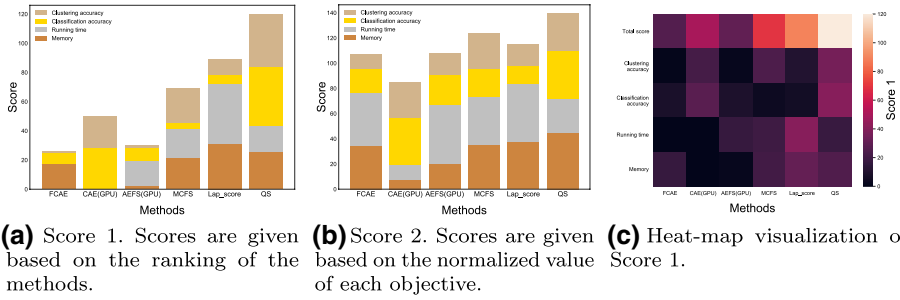 Clustering accuracy
Classification accuracy
Running time
Memory
120
100
80
60
40
20
0
Score
FCAE CAE(GPU) AEFS(GPU) MCFS Lap_score QS
Methods
(a) Score 1. Scores are given
based on the ranking of the
methods.
Clustering accuracy
Classification accuracy
Running time
Memory
140
120
100
80
60
40
20
0
Score
FCAE CAE(GPU) AEFS(GPU) MCFS Lap_score QS
Methods
(b) Score 2. Scores are given
based on the normalized value
of each objective.
Total score
Clustering
accuracy
Classification
accuracy
Running time
Memory
FCAE CAE(GPU) AEFS(GPU) MCFS Lap_score QS
Methods
120
100
80
60
40
20
0
Score 1
(c) Heat-map visualization o
Score 1.